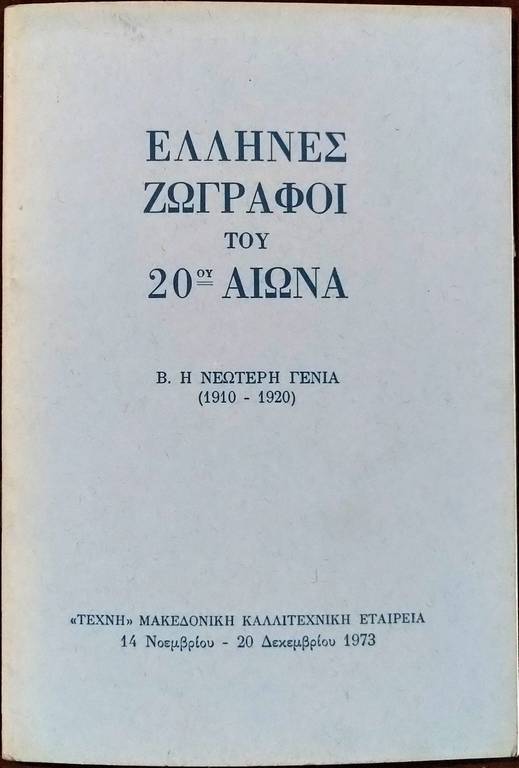 ΕΛΛΗΝΕΣ
ΖΩΓΡΑΦΟΙ
ΤΟΥ
20ΟΥ ΑΙΩΝΑ
Β. Η ΝΕΩΤΕΡΗ ΓΕΝΙΑ
(1910 - 1920)
«ΤΕΧΝΗ» ΜΑΚΕΔΟΝΙΚΗ ΚΑΛΛΙΤΕΧΝΙΚΗ ΕΤΑΙΡΕΙΑ
14 Νοεμβρίου - 20 Δεκεμβρίου 1973